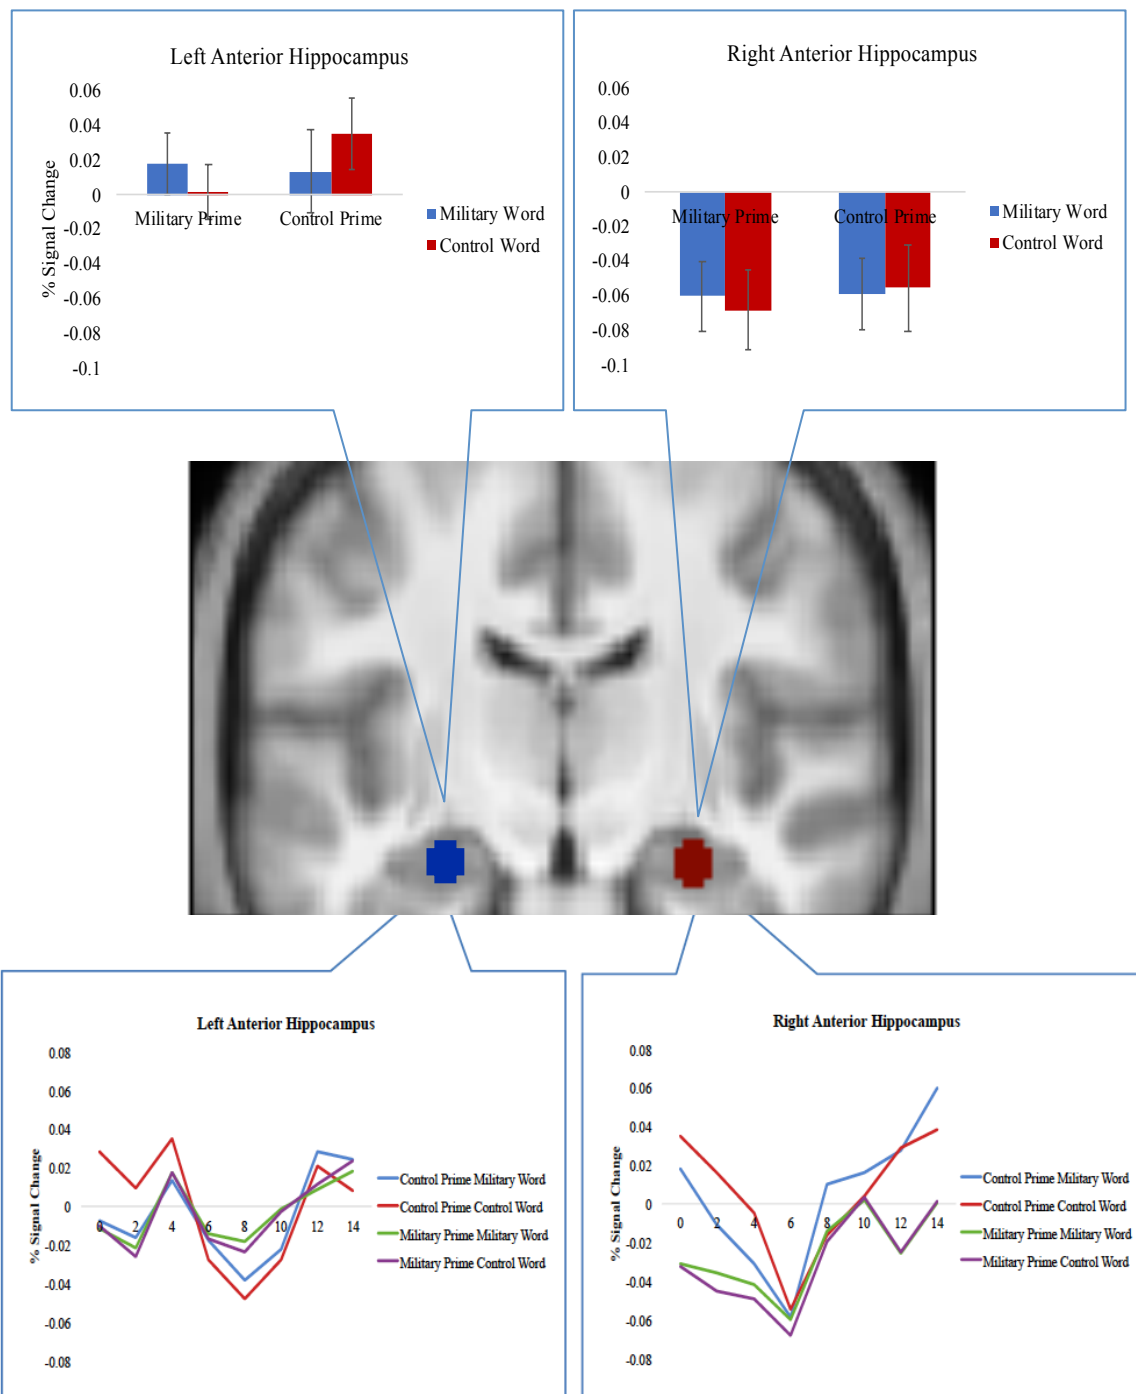 Left Anterior Hippocampus
% Signal Change
0.06
0.04
0.02
0
-0.02
-0.04
-0.06
-0.08
-0.1
Military Prime Control Prime
Military Word
Control Word
Right Anterior Hippocampus
0.06
0.04
0.02
0
-0.02
-0.04
-0.06
-0.08
-0.1
Military Prime Control Prime
Military Word
Control Word
Left Anterior Hippocampus
% Signal Change
0.08
0.06
0.04
0.02
0
-0.02
-0.04
-0.06
-0.08
0 2 4 6 8 10 12 14
Control Prime Military Word
Control Prime Control Word
Military Prime Military Word
Military Prime Control Word
Right Anterior Hippocampus
% Signal Change
0.08
0.06
0.04
0.02
0
-0.02
-0.04
-0.06
-0.08
0 2 4 6 8 10 12 14
Control Prime Military Word
Control Prime Control Word
Military Prime Military Word
Military Prime Control Word